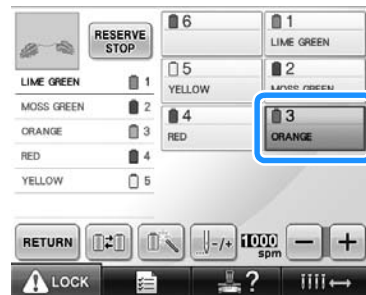 RESERVE
STOP
LIME GREEN 1
MOSS GREEN 2
ORANGE 3
RED 4
YELLOW 5
6
1
LIME GREEN
5
YELLOW
2
MOSS GREEN
4
RED
3
ORANGE
RETURN
-/+
1000
spm
- +
LOCK
?